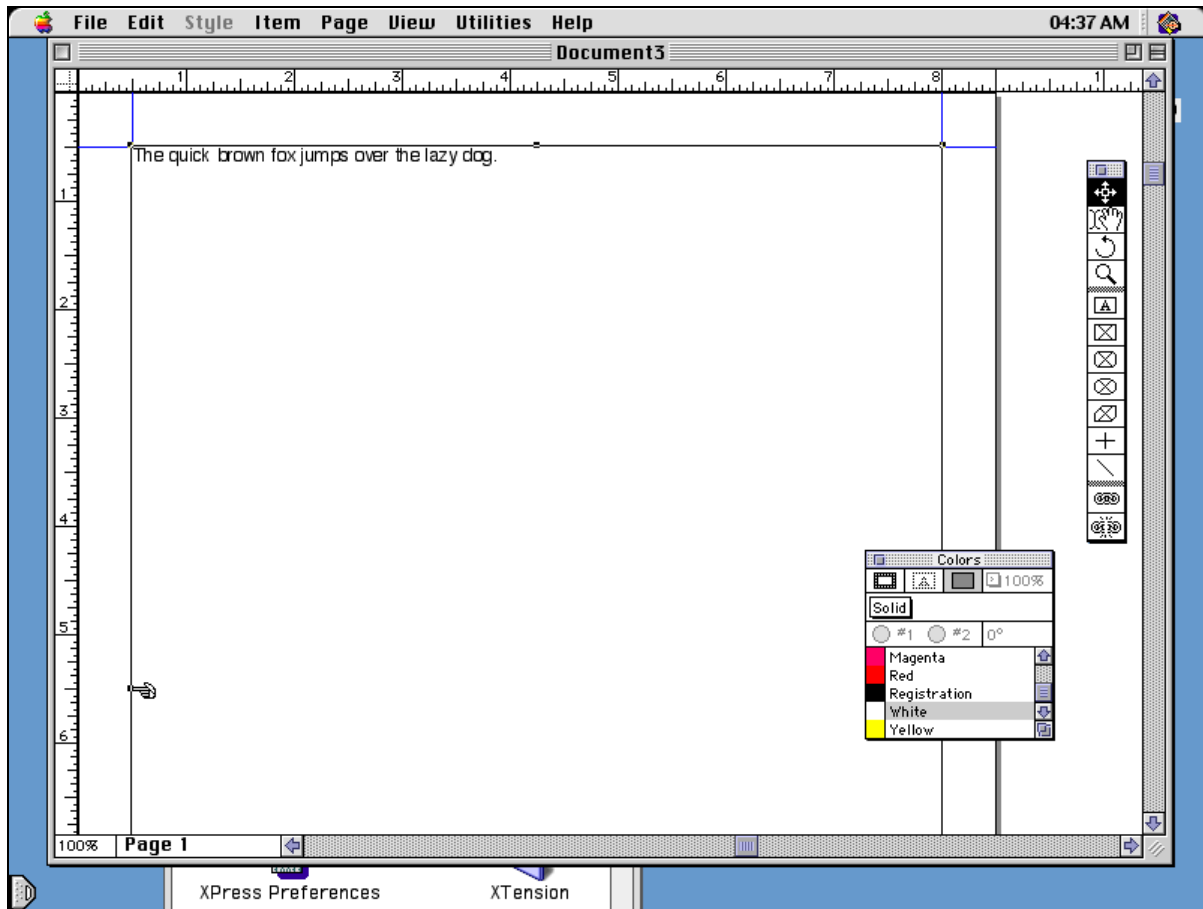 File Edit Style Item Page View Utilities Help 04:37 AM
Document3
1 2 3 4 5 6 7 8 1
The quick brown fox jumps over the lazy dog.
1
2
A
3
4
Colors
A 100%
Solid
5
#1 #2 0°
Magenta
Red
Registration
White
Yellow
6
100% Page 1
XPress Preferences XTension